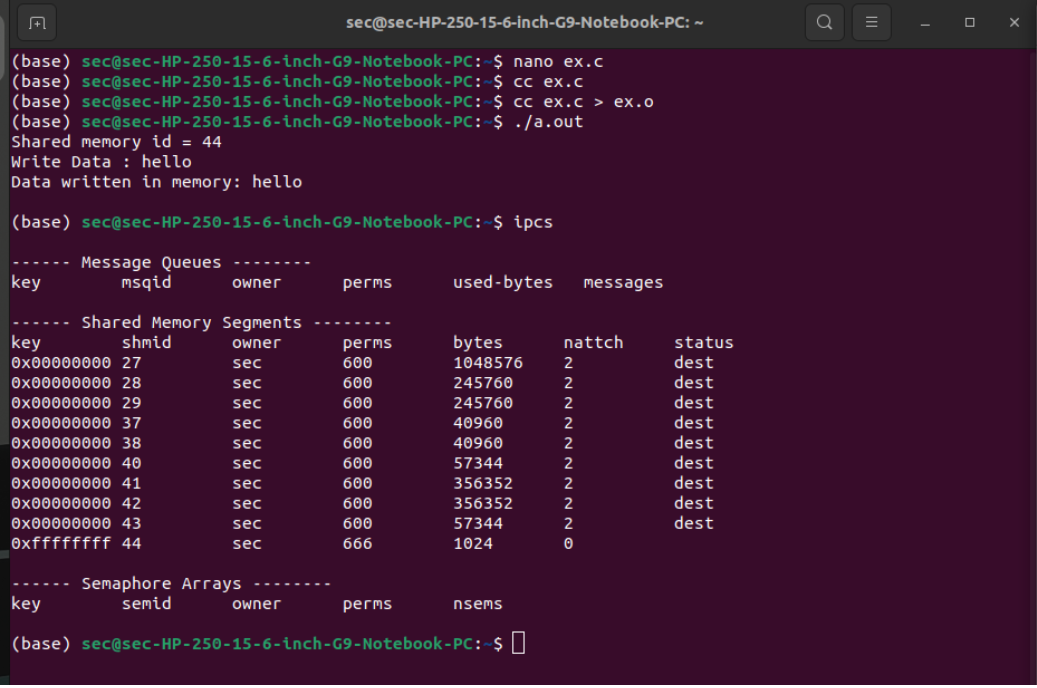 sec@sec-HP-250-15-6-inch-G9-Notebook-PC: ~
(base) sec@sec-HP-250-15-6-inch-G9-Notebook-PC:~$ nano ex.c
(base) sec@sec-HP-250-15-6-inch-G9-Notebook-PC:~$ cc ex.c
(base) sec@sec-HP-250-15-6-inch-G9-Notebook-PC:~$ cc ex.c > ex.o
(base) sec@sec-HP-250-15-6-inch-G9-Notebook-PC:~$ ./a.out
Shared memory id = 44
Write Data : hello
Data written in memory: hello
(base) sec@sec-HP-250-15-6-inch-G9-Notebook-PC:~$ ipcs
------ Message Queues --------
key        msqid      owner      perms      used-bytes   messages
------ Shared Memory Segments --------
key        shmid      owner      perms      bytes      nattch     status
0x00000000 27         sec        600        1048576    2          dest
0x00000000 28         sec        600        245760     2          dest
0x00000000 29         sec        600        245760     2          dest
0x00000000 37         sec        600        40960      2          dest
0x00000000 38         sec        600        40960      2          dest
0x00000000 40         sec        600        57344      2          dest
0x00000000 41         sec        600        356352     2          dest
0x00000000 42         sec        600        356352     2          dest
0x00000000 43         sec        600        57344      2          dest
0xffffffff 44         sec        666        1024       0
------ Semaphore Arrays --------
key        semid      owner      perms      nsems
(base) sec@sec-HP-250-15-6-inch-G9-Notebook-PC:~$